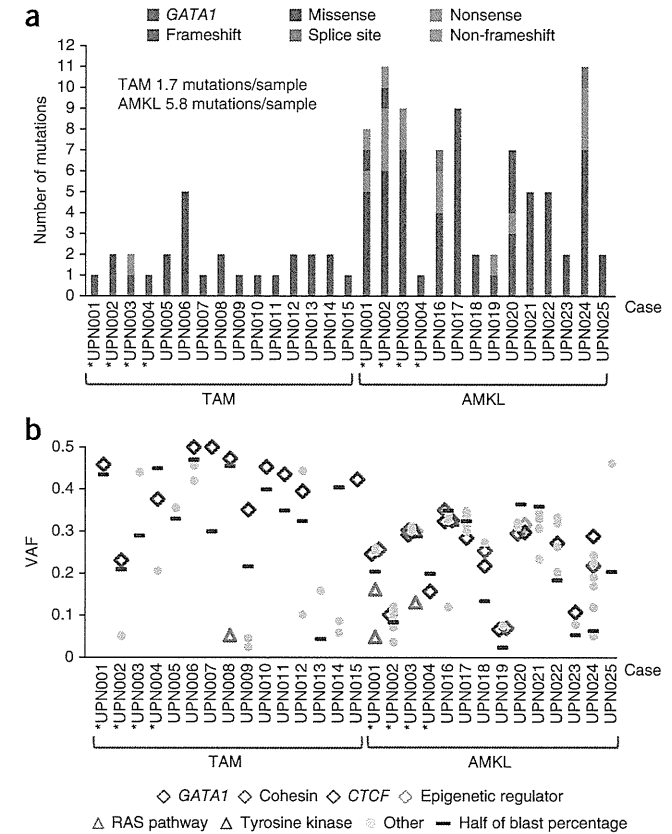 a
GATA1 Missense Nonsense
Frameshift Splice site Non-frameshift
12
11
10
9
8
7
6
5
4
3
2
1
0
Number of mutations
TAM 1.7 mutations/sample
AMKL 5.8 mutations/sample
*UPN001
*UPN002
*UPN003
*UPN004
UPN005
UPN006
UPN007
UPN008
UPN009
UPN010
UPN011
UPN012
UPN013
UPN014
UPN015
*UPN001
*UPN002
*UPN003
*UPN004
UPN016
UPN017
UPN018
UPN019
UPN020
UPN021
UPN022
UPN023
UPN024
UPN025
Case
TAM AMKL
b
0.5
0.4
0.3
0.2
0.1
0
VAF
*UPN001
*UPN002
*UPN003
*UPN004
UPN005
UPN006
UPN007
UPN008
UPN009
UPN010
UPN011
UPN012
UPN013
UPN014
UPN015
*UPN001
*UPN002
*UPN003
*UPN004
UPN016
UPN017
UPN018
UPN019
UPN020
UPN021
UPN022
UPN023
UPN024
UPN025
Case
TAM AMKL
GATA1 Cohesin CTCF Epigenetic regulator
RAS pathway Tyrosine kinase Other Half of blast percentage